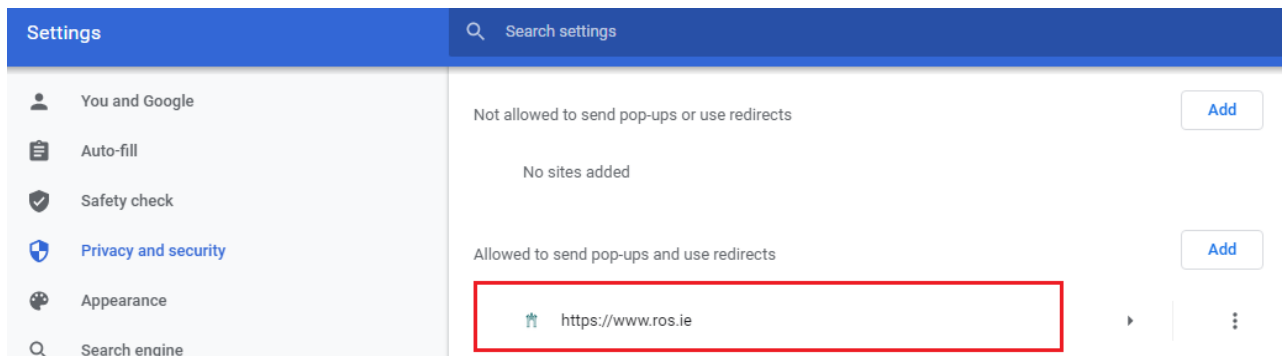 Settings
Search settings
You and Google
Auto-fill
Safety check
Privacy and security
Appearance
Search engine
Not allowed to send pop-ups or use redirects
Add
No sites added
Allowed to send pop-ups and use redirects
Add
https://www.ros.ie